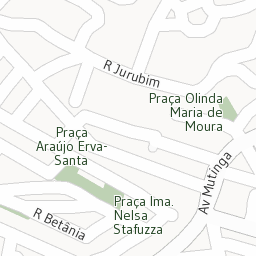 R Jurubim
Praça Olinda
Maria de
Moura
Praça
Araújo Erva-
Santa
Av Mutinga
Praça Ima.
Nelsa
Stafuzza
R Betânia